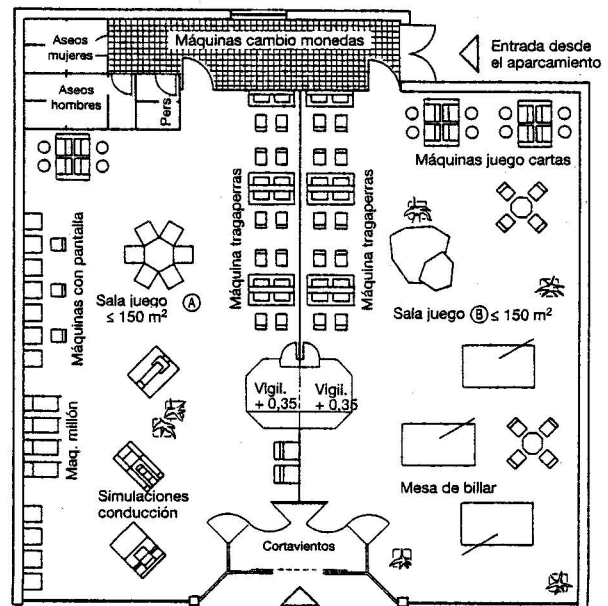 Aseos
mujeres
Máquinas cambio monedas
Entrada desde
el aparcamiento
Aseos
hombres
Pers
Máquinas juego cartas
Máquina tragaperras
Máquina tragaperras
Máquinas con pantalla
Sala juego Ⓐ
≤ 150 m²
Sala juego Ⓑ ≤ 150 m²
Vigil.
+ 0,35
Vigil.
+ 0,35
Maq. millón
Simulaciones
conducción
Mesa de billar
Cortavientos